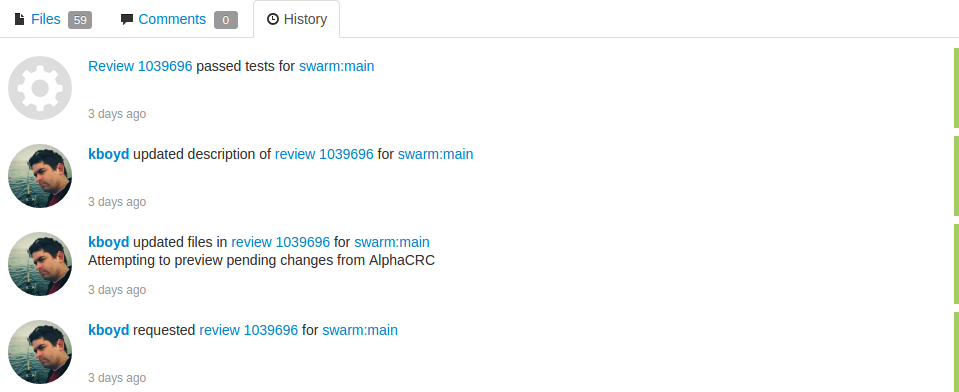 Files 59 Comments 0 History
Review 1039696 passed tests for swarm:main
3 days ago
kboyd updated description of review 1039696 for swarm:main
3 days ago
kboyd updated files in review 1039696 for swarm:main
Attempting to preview pending changes from AlphaCRC
3 days ago
kboyd requested review 1039696 for swarm:main
3 days ago